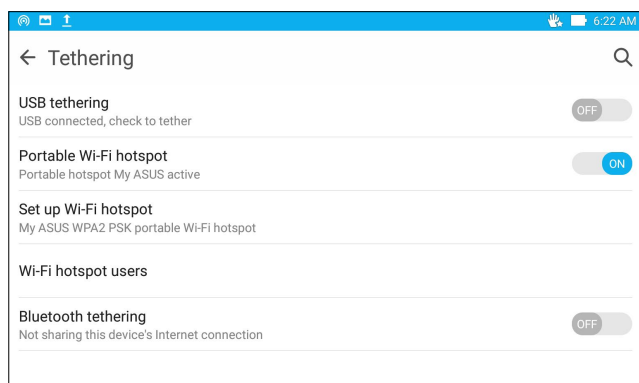 6:22 AM
Tethering
USB tethering
OFF
USB connected, check to tether
Portable Wi-Fi hotspot
ON
Portable hotspot My ASUS active
Set up Wi-Fi hotspot
My ASUS WPA2 PSK portable Wi-Fi hotspot
Wi-Fi hotspot users
Bluetooth tethering
OFF
Not sharing this device's Internet connection